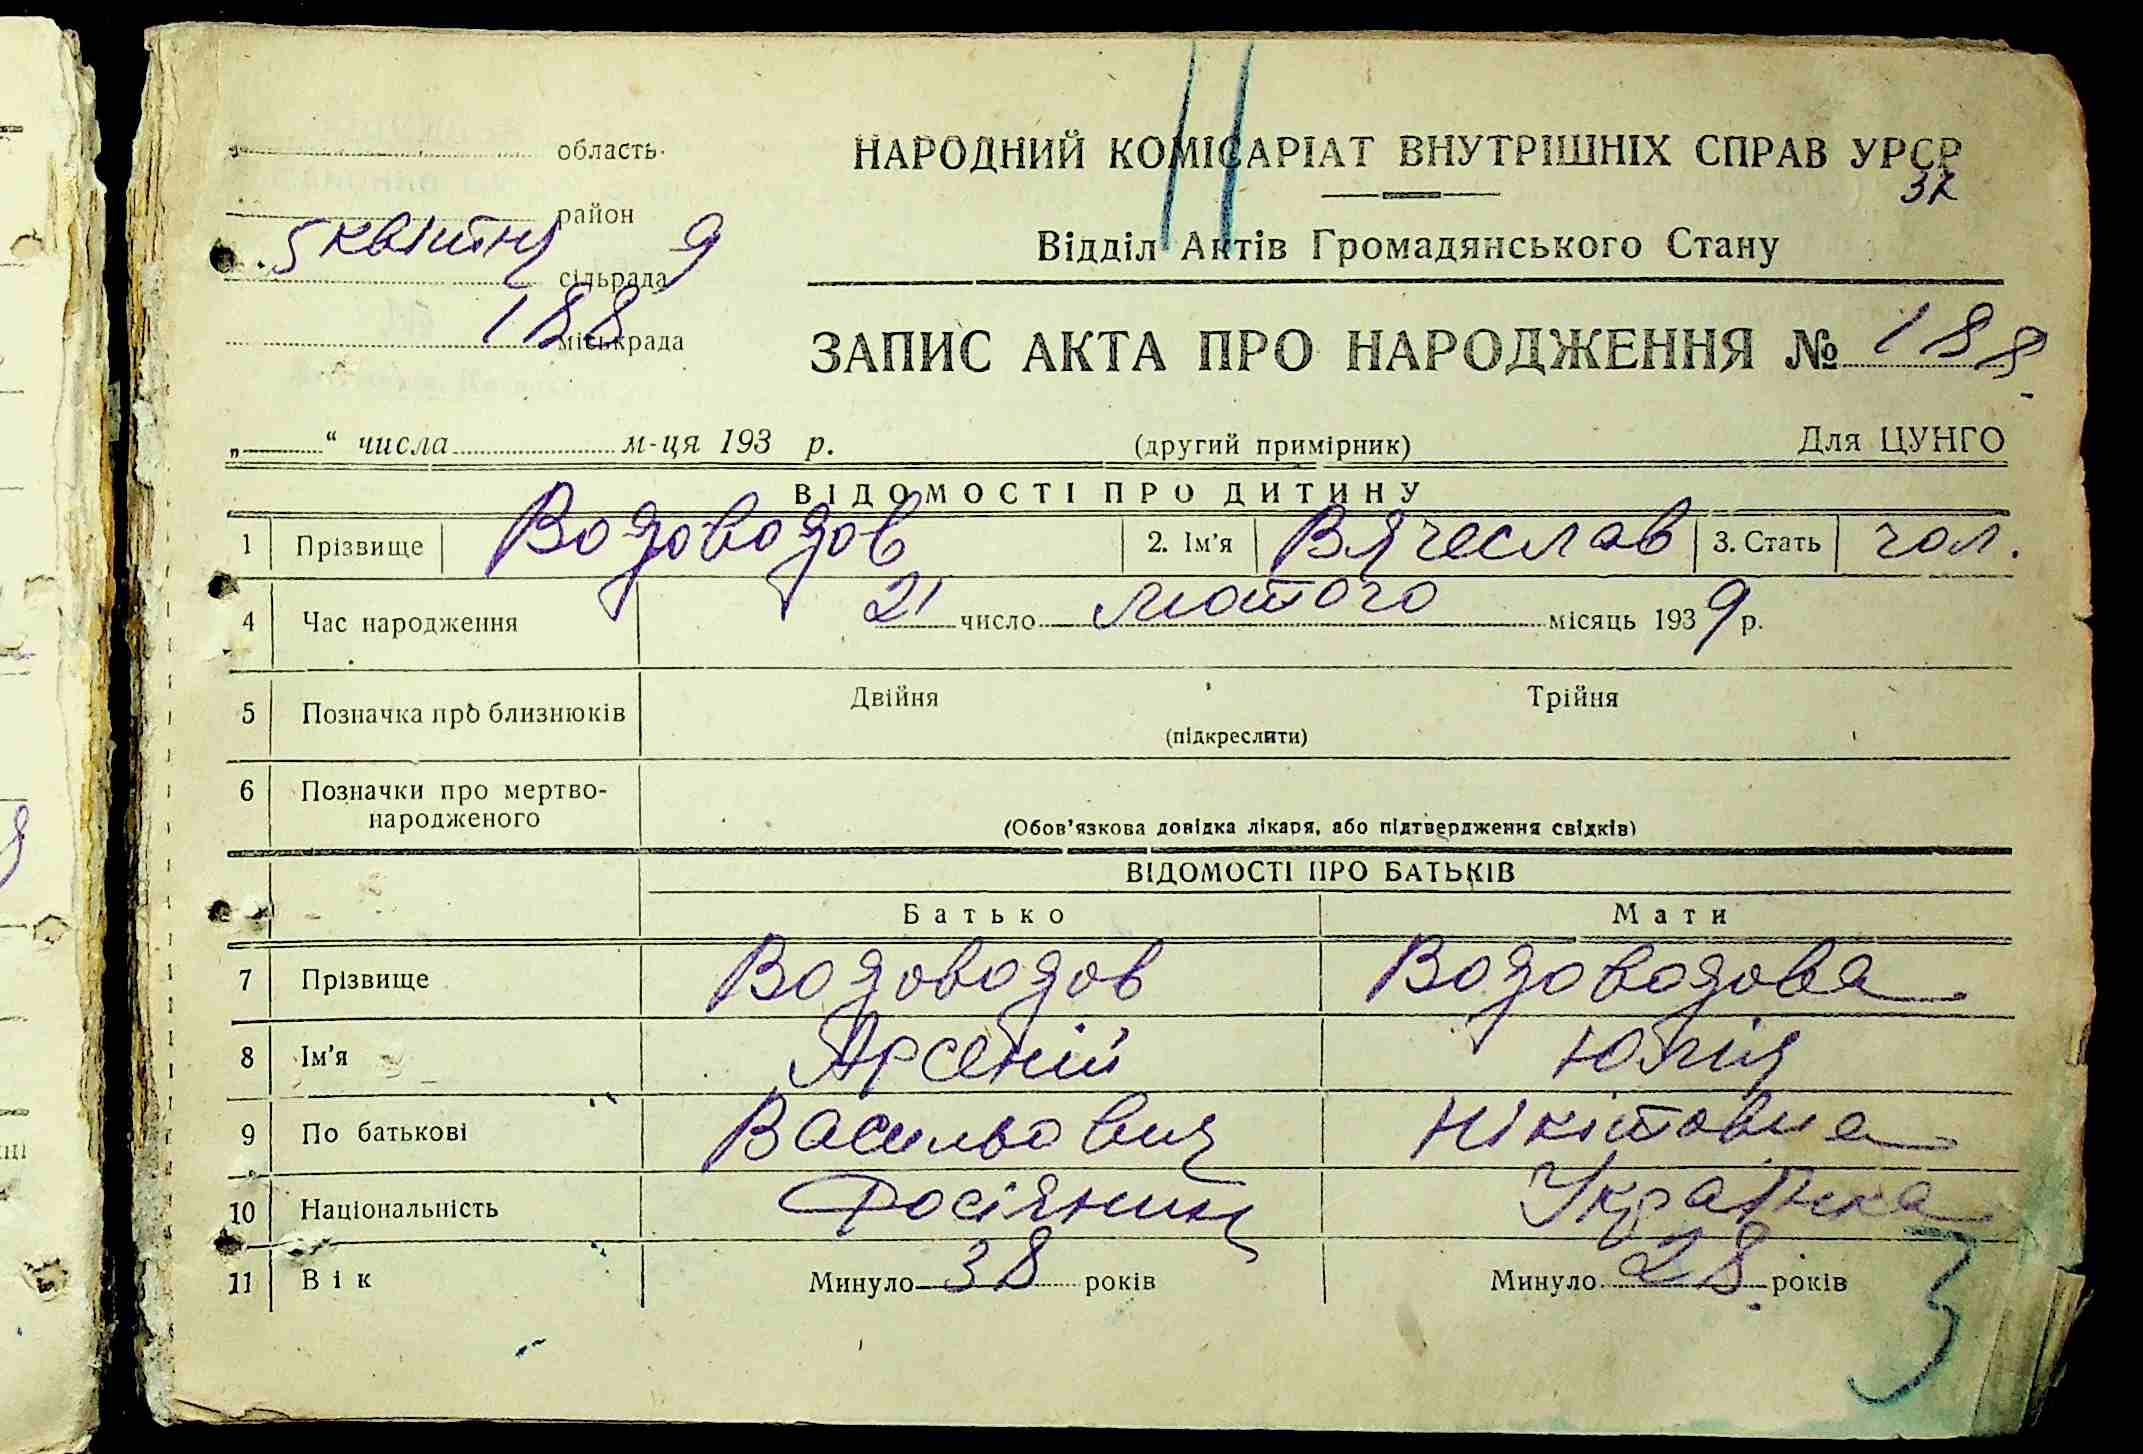 область
район
5 квітня 9
сільрада
188
міськрада
НАРОДНИЙ КОМІСАРІАТ ВНУТРІШНІХ СПРАВ УРСР
Зк
Відділ Актів Громадянського Стану
ЗАПИС АКТА ПРО НАРОДЖЕННЯ № 188
„ “ числа м-ця 193 р. (другий примірник) Для ЦУНГО
ВІДОМОСТІ ПРО ДИТИНУ
1 Прізвище Водоводов 2. Ім'я Вячеслав 3. Стать чол.
4 Час народження 21 число лютого місяць 1939 р.
5 Позначка про близнюків Двійня Трійня
(підкреслити)
6 Позначки про мертво-
народженого
(Обов'язкова довідка лікаря, або підтвердження свідків)
ВІДОМОСТІ ПРО БАТЬКІВ
Батько Мати
7 Прізвище Водоводов Водоводова
8 Ім'я Арсеній Юлія
9 По батькові Васильович Нікітовна
10 Національність Росіянин Українка
11 Вік Минуло 38 років Минуло 28 років
3